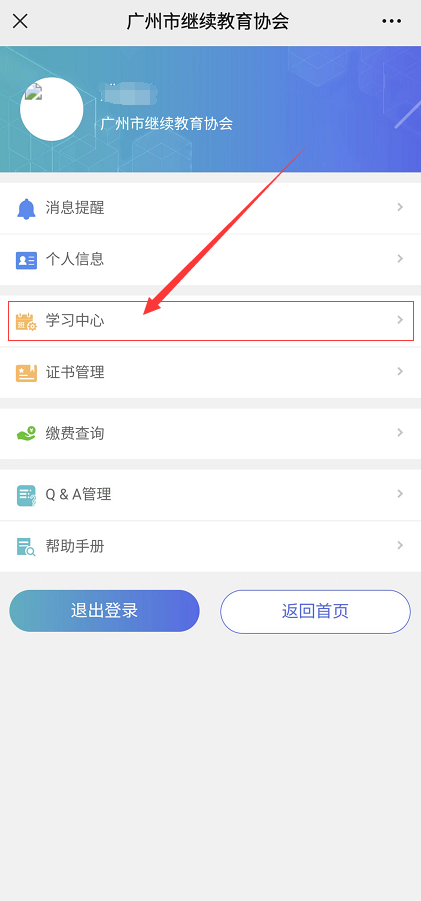 广州市继续教育协会
广州市继续教育协会
消息提醒
个人信息
班
学习中心
证书管理
¥
缴费查询
Q & A管理
帮助手册
退出登录
返回首页